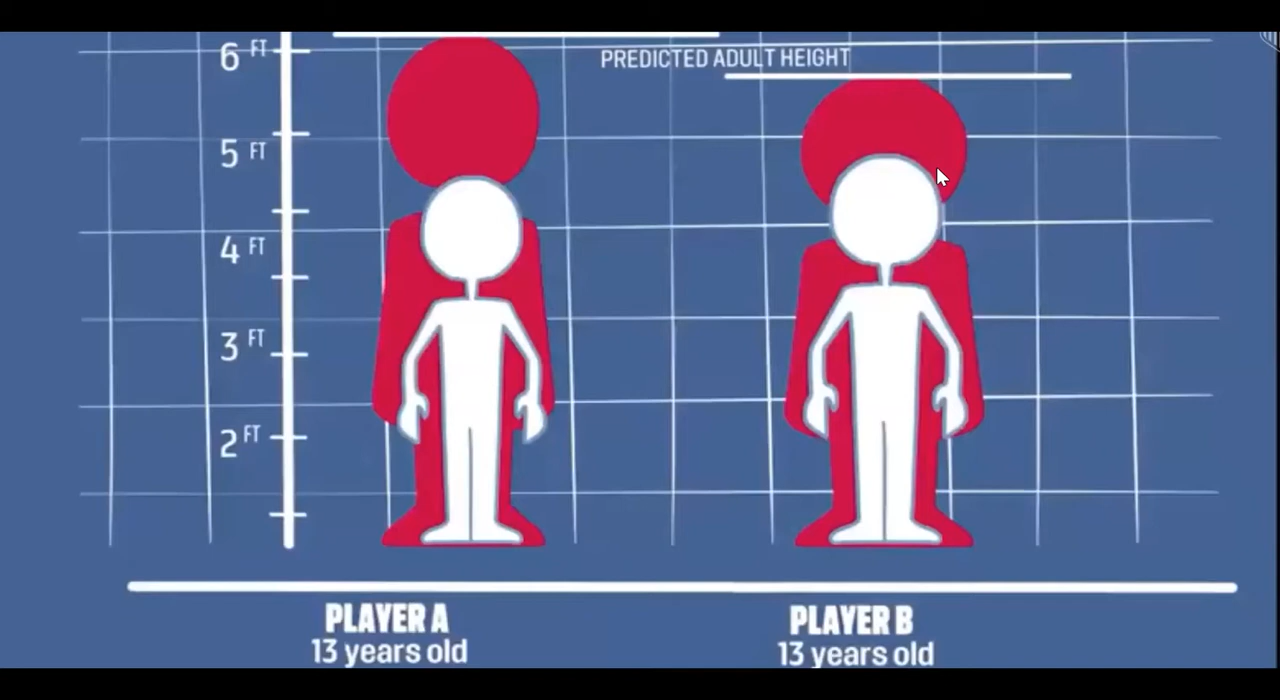 6 FT
PREDICTED ADULT HEIGHT
5 FT
4 FT
3 FT
2 FT
PLAYER A
13 years old
PLAYER B
13 years old